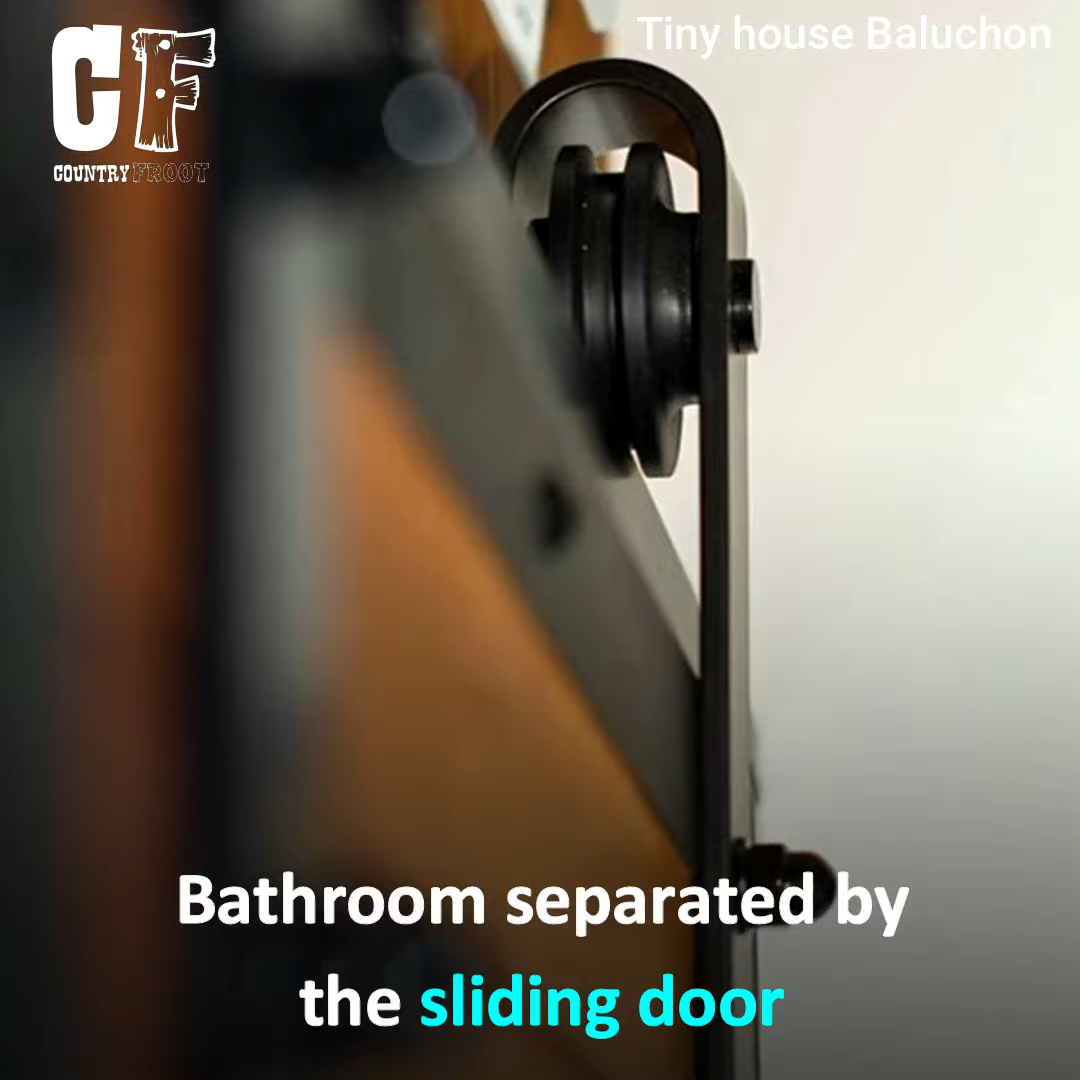 CF
COUNTRY FROOT
Tiny house Baluchon
Bathroom separated by
the sliding door